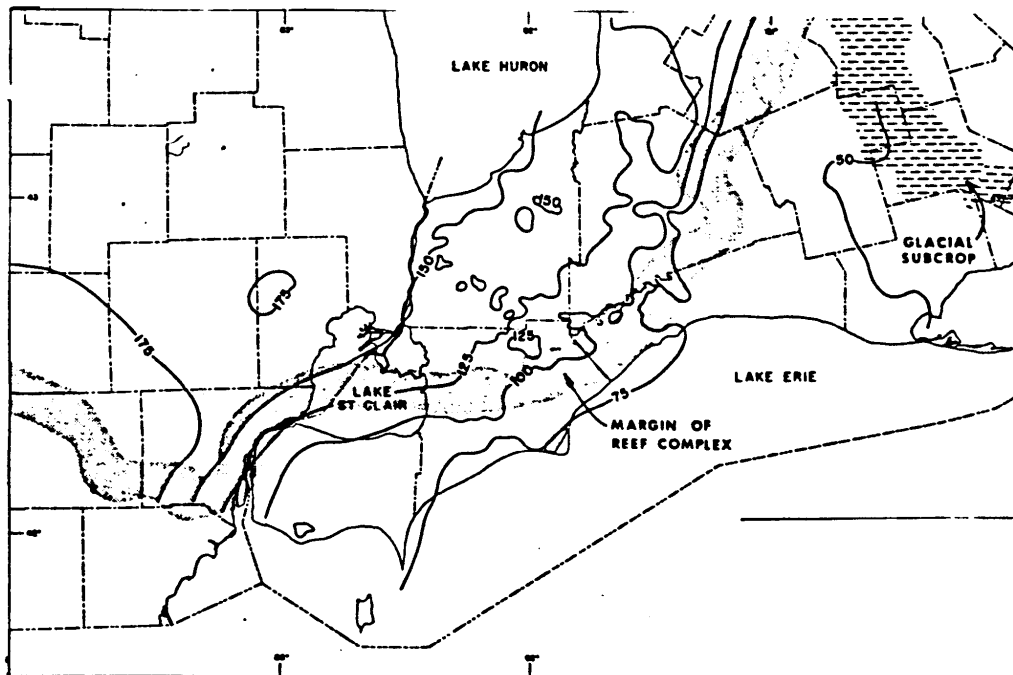 LAKE HURON
150
50
GLACIAL
SUBCROP
150
175
175
125
125
100
LAKE
ST CLAIR
75
LAKE ERIE
MARGIN OF
REEF COMPLEX